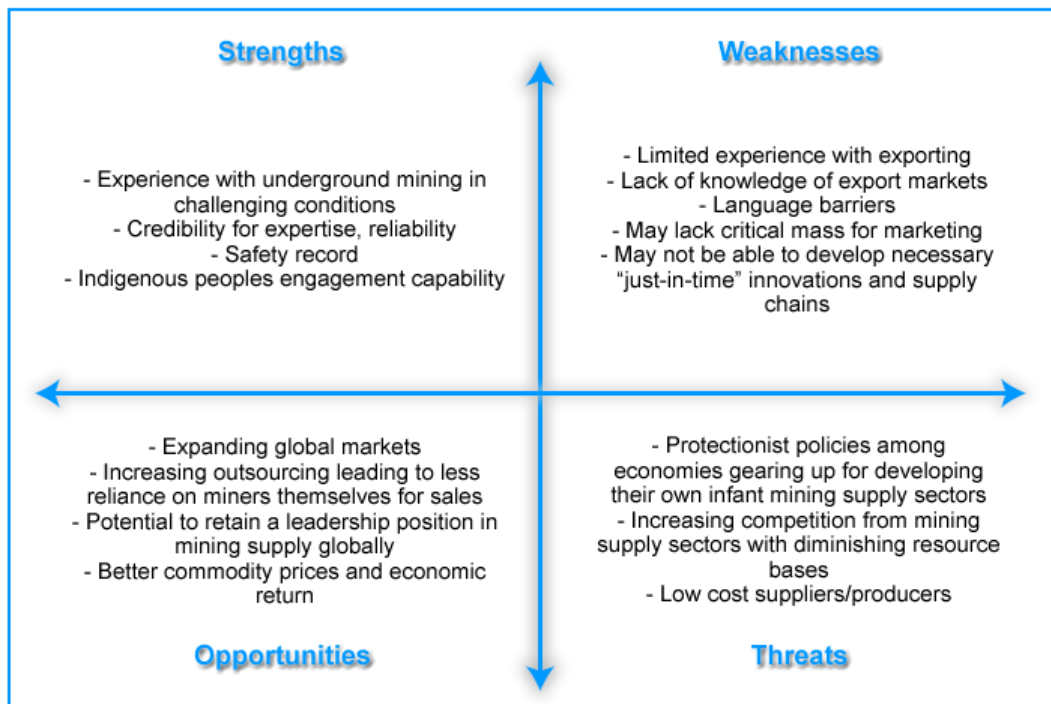 Strengths
- Experience with underground mining in
challenging conditions
- Credibility for expertise, reliability
- Safety record
- Indigenous peoples engagement capability
Weaknesses
- Limited experience with exporting
- Lack of knowledge of export markets
- Language barriers
- May lack critical mass for marketing
- May not be able to develop necessary
“just-in-time” innovations and supply
chains
- Expanding global markets
- Increasing outsourcing leading to less
reliance on miners themselves for sales
- Potential to retain a leadership position in
mining supply globally
- Better commodity prices and economic
return
Opportunities
- Protectionist policies among
economies gearing up for developing
their own infant mining supply sectors
- Increasing competition from mining
supply sectors with diminishing resource
bases
- Low cost suppliers/producers
Threats